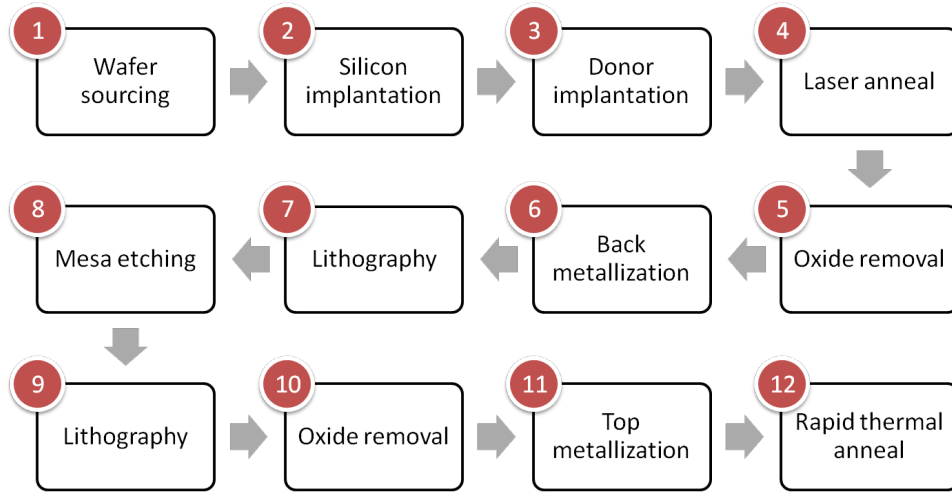 1
Wafer
sourcing
2
Silicon
implantation
3
Donor
implantation
4
Laser anneal
5
Oxide removal
6
Back
metallization
7
Lithography
8
Mesa etching
9
Lithography
10
Oxide removal
11
Top
metallization
12
Rapid thermal
anneal